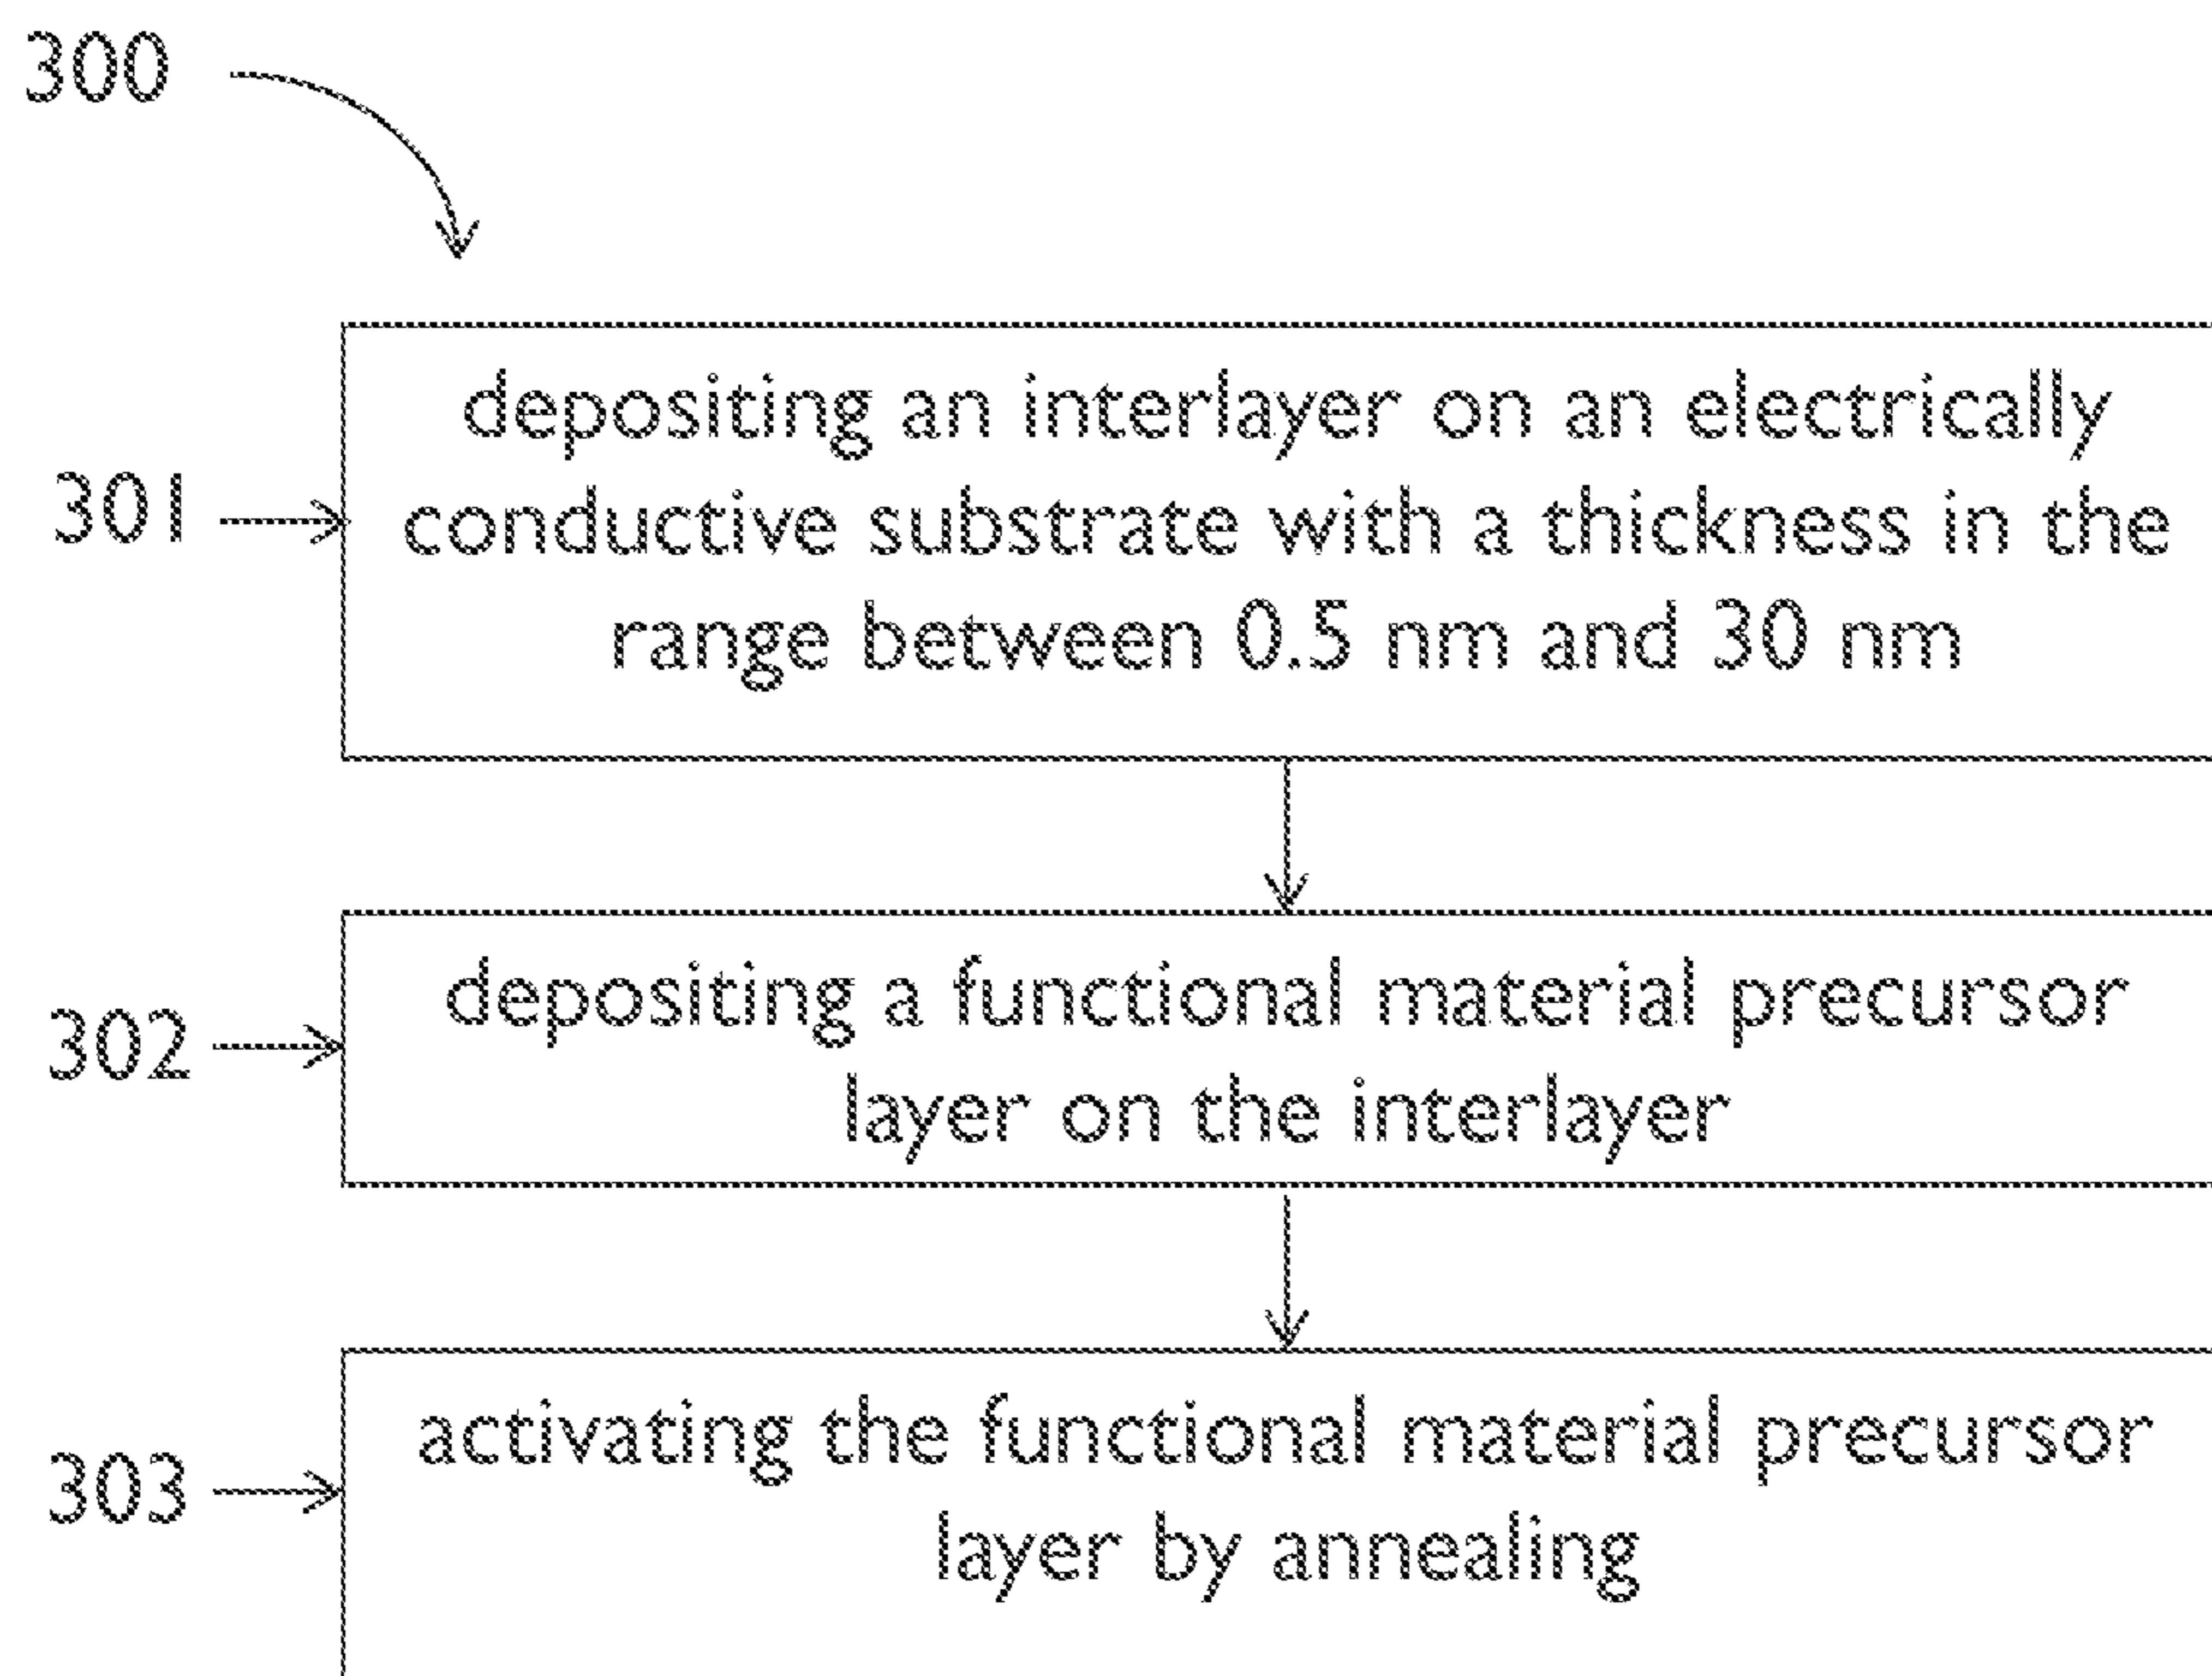 300
depositing an interlayer on an electrically
301 conductive substrate with a thickness in the
range between 0.5 nm and 30 nm
depositing a functional material precursor
302
layer on the interlayer
activating the functional material precursor
303
layer by annealing